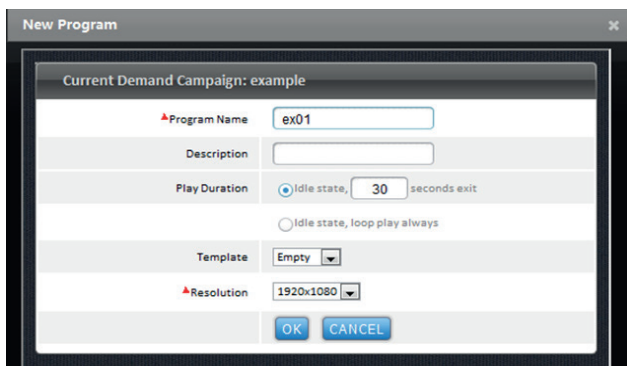 New Program
Current Demand Campaign: example
Program Name ex01
Description
Play Duration Idle state, 30 seconds exit
Idle state, loop play always
Template Empty
Resolution 1920x1080
OK CANCEL